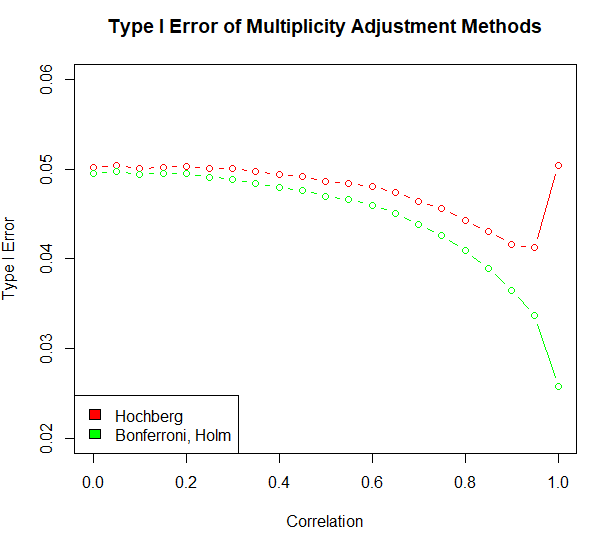 Type I Error of Multiplicity Adjustment Methods
Type I Error
0.06
0.05
0.04
0.03
0.02
Hochberg
Bonferroni, Holm
0.0 0.2 0.4 0.6 0.8 1.0
Correlation